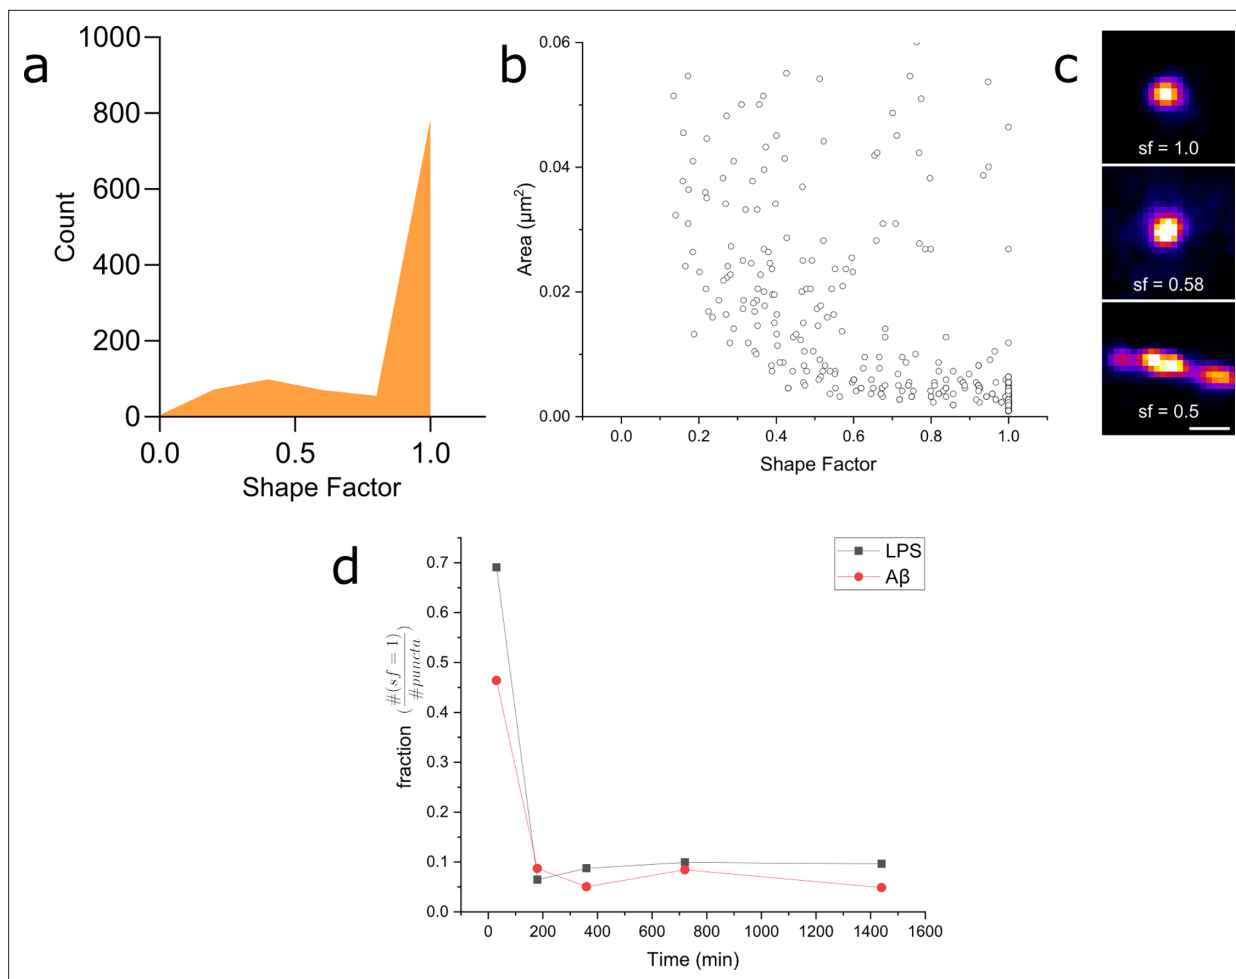 a
1000
800
600
400
200
0
Count
0.0 0.5 1.0
Shape Factor
b
0.06
0.04
0.02
0.00
Area (µm²)
0.0 0.2 0.4 0.6 0.8 1.0
Shape Factor
c
sf = 1.0
sf = 0.58
sf = 0.5
d
0.7
0.6
0.5
0.4
0.3
0.2
0.1
0.0
fraction (#(sf = 1)/#puncta)
LPS
Aβ
0 200 400 600 800 1000 1200 1400 1600
Time (min)